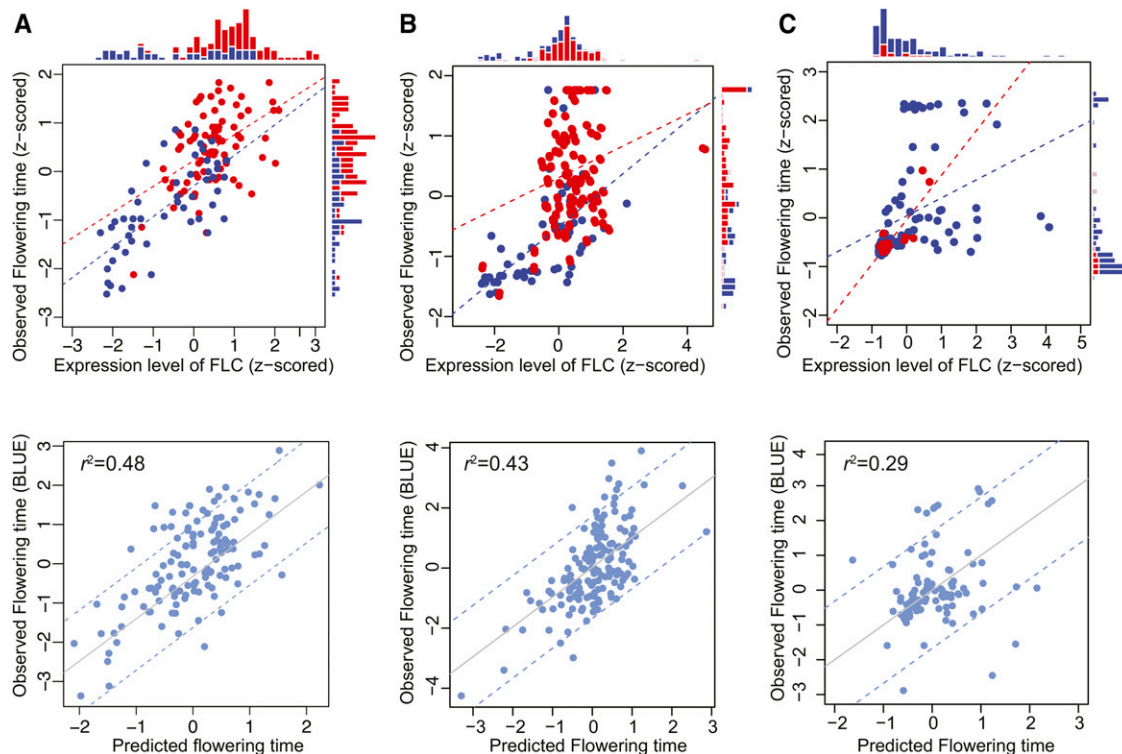 A
B
C
2
1
0
−1
−2
−3
Observed Flowering time (z−scored)
−3 −2 −1 0 1 2 3
Expression level of FLC (z−scored)
2
1
0
−1
−2
Observed Flowering time (z−scored)
−2 0 2 4
Expression level of FLC (z−scored)
3
2
1
0
−1
−2
Observed Flowering time (z−scored)
−2 −1 0 1 2 3 4 5
Expression level of FLC (z−scored)
r²=0.48
3
2
1
0
−1
−2
−3
Observed Flowering time (BLUE)
−2 −1 0 1 2
Predicted flowering time
r²=0.43
4
2
0
−2
−4
Observed Flowering time (BLUE)
−3 −2 −1 0 1 2 3
Predicted flowering time
r²=0.29
4
3
2
1
0
−1
−2
−3
Observed Flowering time (BLUE)
−2 −1 0 1 2 3
Predicted flowering time